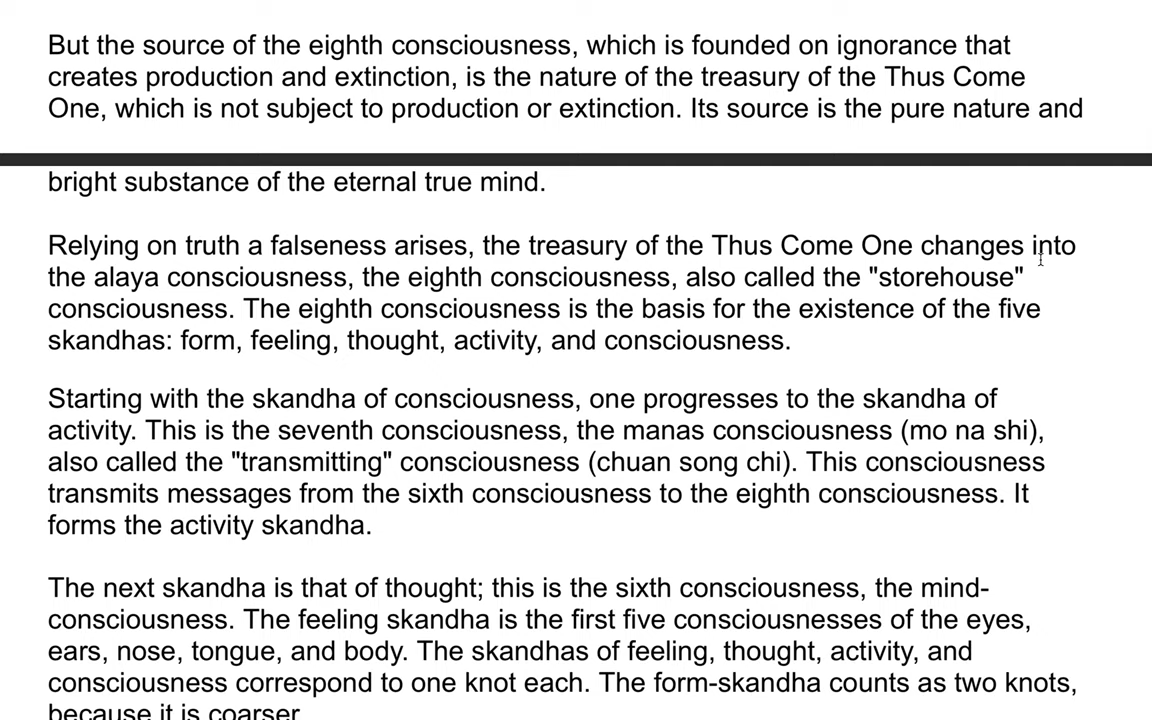 But the source of the eighth consciousness, which is founded on ignorance that
creates production and extinction, is the nature of the treasury of the Thus Come
One, which is not subject to production or extinction. Its source is the pure nature and
bright substance of the eternal true mind.
Relying on truth a falseness arises, the treasury of the Thus Come One changes into
the alaya consciousness, the eighth consciousness, also called the "storehouse"
consciousness. The eighth consciousness is the basis for the existence of the five
skandhas: form, feeling, thought, activity, and consciousness.
Starting with the skandha of consciousness, one progresses to the skandha of
activity. This is the seventh consciousness, the manas consciousness (mo na shi),
also called the "transmitting" consciousness (chuan song chi). This consciousness
transmits messages from the sixth consciousness to the eighth consciousness. It
forms the activity skandha.
The next skandha is that of thought; this is the sixth consciousness, the mind-
consciousness. The feeling skandha is the first five consciousnesses of the eyes,
ears, nose, tongue, and body. The skandhas of feeling, thought, activity, and
consciousness correspond to one knot each. The form-skandha counts as two knots,
because it is coarser